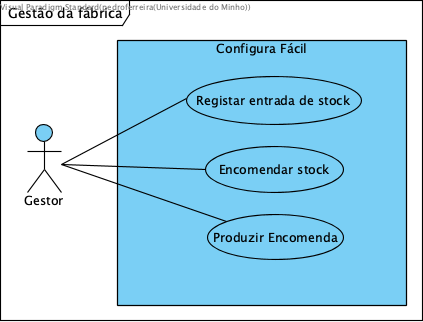 Visual Paradigm Standard(pedroferreira(Universidade do Minho))
Gestão da fábrica
Configura Fácil
Registar entrada de stock
Encomendar stock
Gestor
Produzir Encomenda